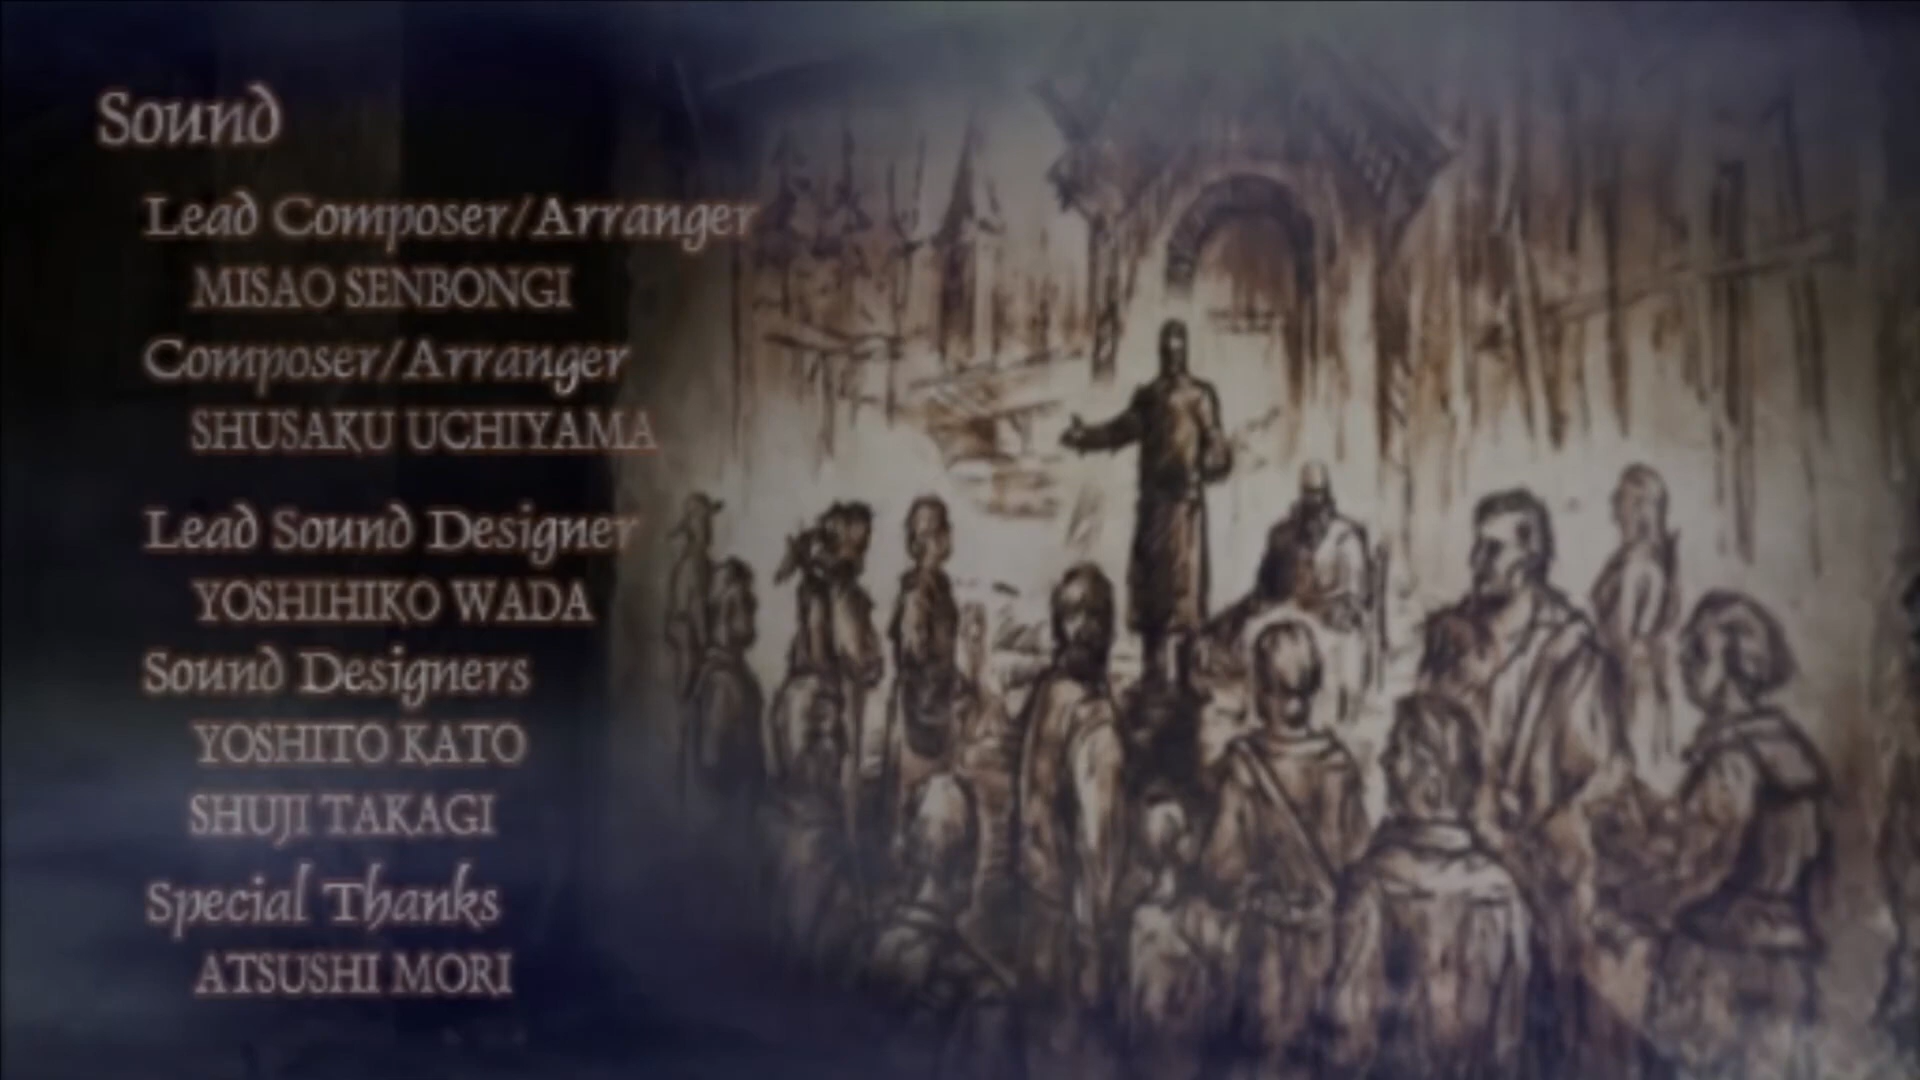 Sound
Lead Composer/Arranger
MISAO SENBONGI
Composer/Arranger
SHUSAKU UCHIYAMA
Lead Sound Designer
YOSHIHIKO WADA
Sound Designers
YOSHITO KATO
SHUJI TAKAGI
Special Thanks
ATSUSHI MORI